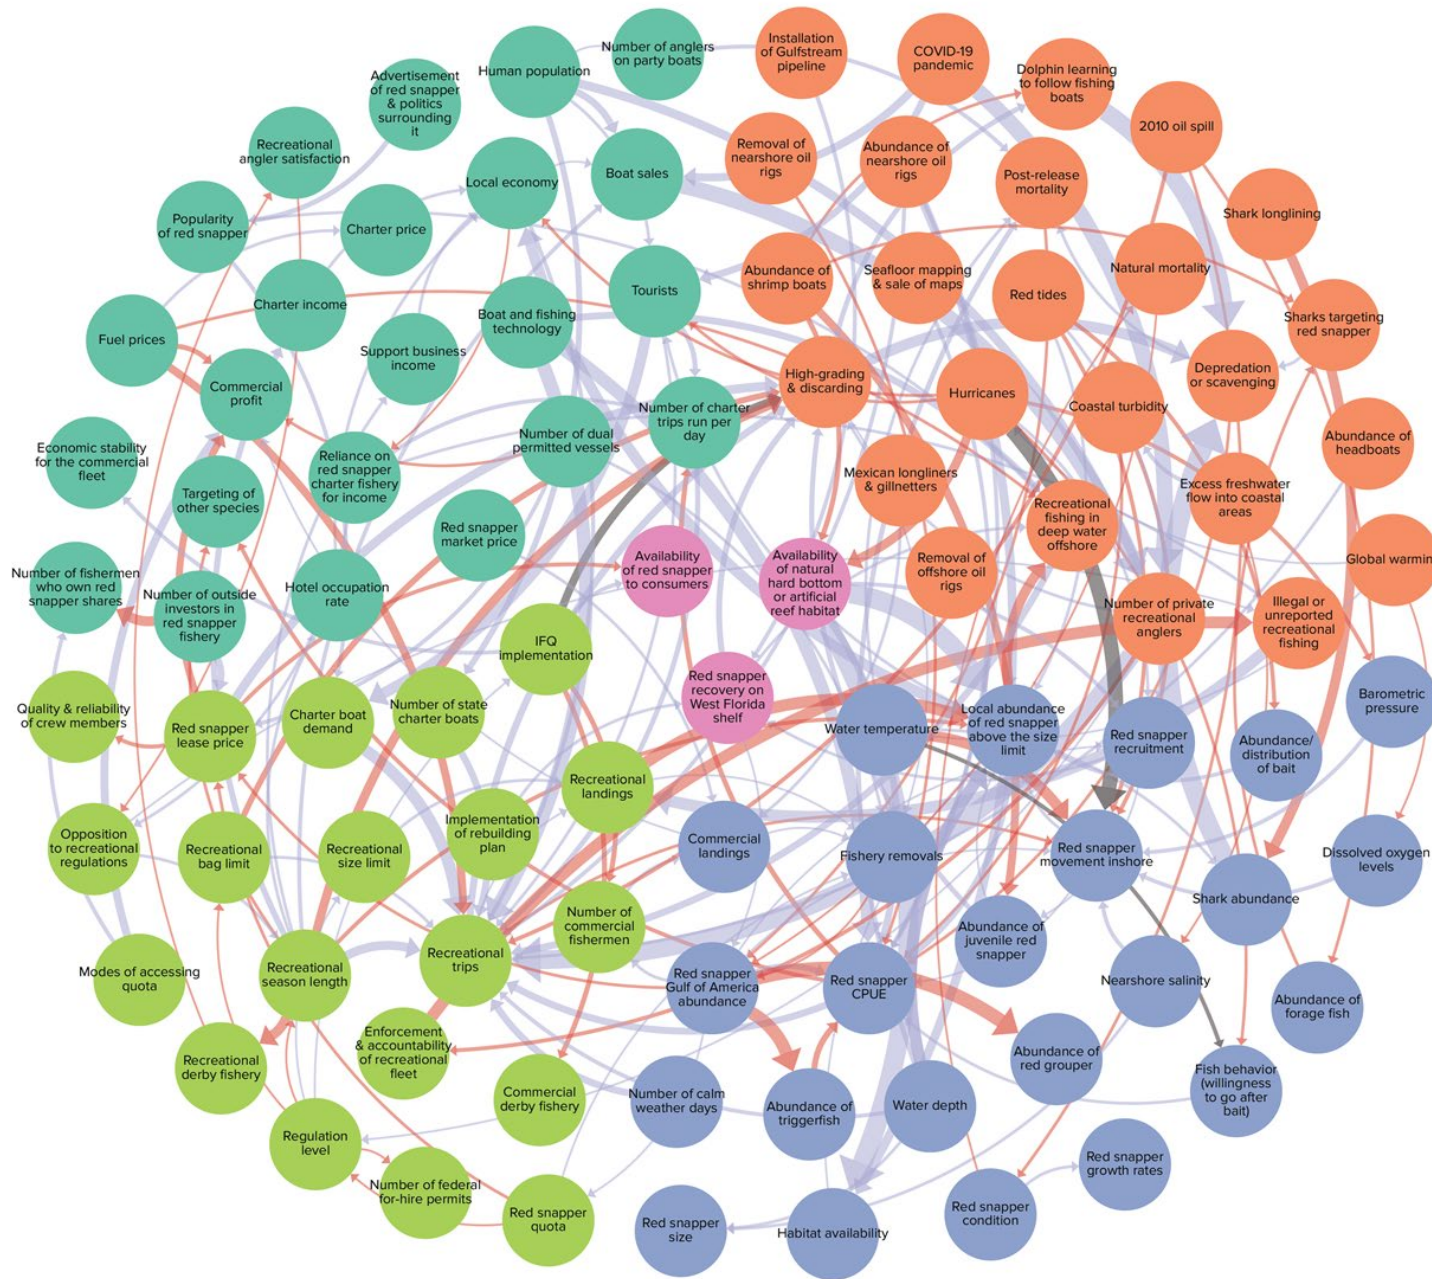 Human population
Number of anglers
on party boats
Installation
of Gulfstream
pipeline
COVID-19
pandemic
Dolphin learning
to follow fishing
boats
Advertisement
of red snapper
& politics
surrounding
it
2010 oil spill
Recreational
angler satisfaction
Local economy
Boat sales
Removal of
nearshore oil
rigs
Abundance of
nearshore oil
rigs
Post-release
mortality
Shark longlining
Popularity
of red snapper
Charter price
Abundance of
shrimp boats
Seafloor mapping
& sale of maps
Natural mortality
Charter income
Tourists
Red tides
Sharks targeting
red snapper
Fuel prices
Boat and fishing
technology
Support business
income
High-grading
& discarding
Hurricanes
Depredation
or scavenging
Commercial
profit
Number of charter
trips run per
day
Coastal turbidity
Economic stability
for the commercial
fleet
Reliance on
red snapper
charter fishery
for income
Number of dual
permitted vessels
Abundance of
headboats
Targeting of
other species
Mexican longliners
& gillnetters
Excess freshwater
flow into coastal
areas
Red snapper
market price
Recreational
fishing in
deep water
offshore
Number of fishermen
who own red
snapper shares
Number of outside
investors in
red snapper
fishery
Hotel occupation
rate
Availability
of red snapper
to consumers
Availability
of natural
hard bottom
or artificial
reef habitat
Removal of
offshore oil
rigs
Global warmin
Number of private
recreational
anglers
Illegal or
unreported
recreational
fishing
IFQ
implementation
Quality & reliability
of crew members
Red snapper
lease price
Charter boat
demand
Number of state
charter boats
Red snapper
recovery on
West Florida
shelf
Water temperature
Local abundance
of red snapper
above the size
limit
Red snapper
recruitment
Abundance/
distribution
of bait
Barometric
pressure
Recreational
landings
Opposition
to recreational
regulations
Recreational
bag limit
Recreational
size limit
Implementation
of rebuilding
plan
Commercial
landings
Fishery removals
Red snapper
movement inshore
Dissolved oxygen
levels
Shark abundance
Number of
commercial
fishermen
Abundance of
juvenile red
snapper
Modes of accessing
quota
Recreational
season length
Recreational
trips
Red snapper
Gulf of America
abundance
Red snapper
CPUE
Nearshore salinity
Abundance of
forage fish
Recreational
derby fishery
Enforcement
& accountability
of recreational
fleet
Abundance of
red grouper
Fish behavior
(willingness
to go after
bait)
Commercial
derby fishery
Number of calm
weather days
Abundance of
triggerfish
Water depth
Regulation
level
Red snapper
growth rates
Number of federal
for-hire permits
Red snapper
quota
Red snapper
size
Habitat availability
Red snapper
condition